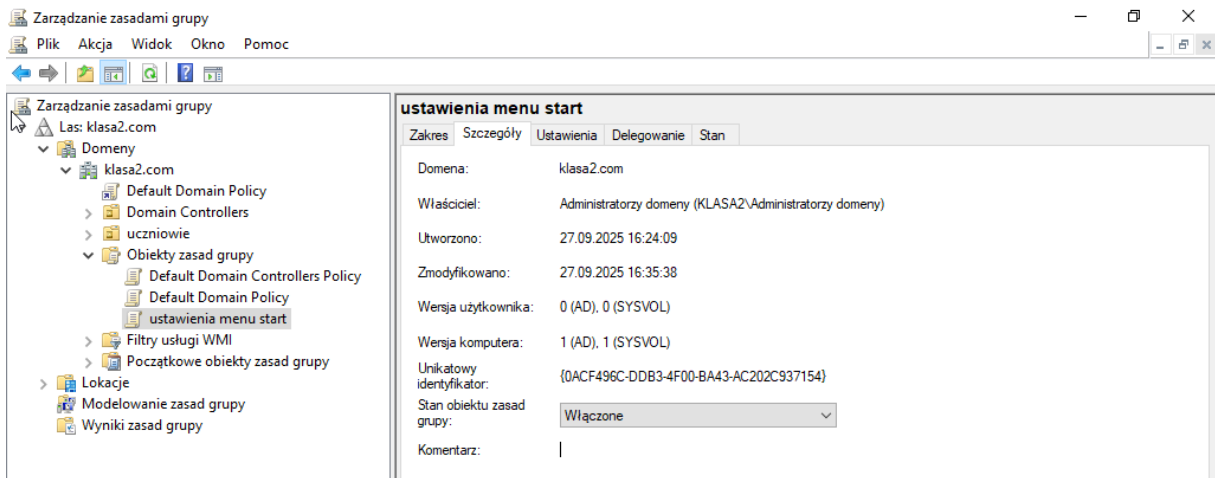 Zarządzanie zasadami grupy
Plik Akcja Widok Okno Pomoc
Zarządzanie zasadami grupy
Las: klasa2.com
Domeny
klasa2.com
Default Domain Policy
Domain Controllers
uczniowie
Obiekty zasad grupy
Default Domain Controllers Policy
Default Domain Policy
ustawienia menu start
Filtry usługi WMI
Początkowe obiekty zasad grupy
Lokacje
Modelowanie zasad grupy
Wyniki zasad grupy
ustawienia menu start
Zakres Szczegóły Ustawienia Delegowanie Stan
Domena: klasa2.com
Właściciel: Administratorzy domeny (KLASA2\Administratorzy domeny)
Utworzono: 27.09.2025 16:24:09
Zmodyfikowano: 27.09.2025 16:35:38
Wersja użytkownika: 0 (AD), 0 (SYSVOL)
Wersja komputera: 1 (AD), 1 (SYSVOL)
Unikatowy
identyfikator: {0ACF496C-DDB3-4F00-BA43-AC202C937154}
Stan obiektu zasad
grupy: Włączone
Komentarz: